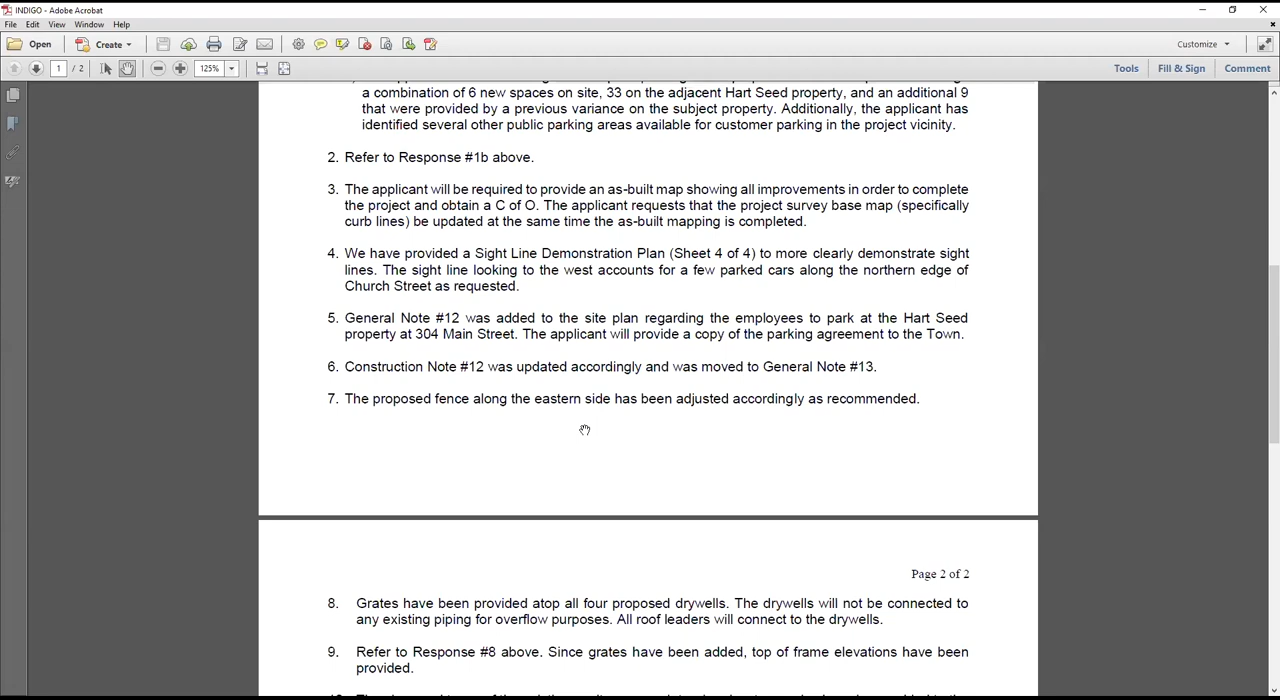 INDIGO - Adobe Acrobat
File Edit View Window Help
Open Create Customize
1 / 2 125% Tools Fill & Sign Comment
a combination of 6 new spaces on site, 33 on the adjacent Hart Seed property, and an additional 9
that were provided by a previous variance on the subject property. Additionally, the applicant has
identified several other public parking areas available for customer parking in the project vicinity.
2. Refer to Response #1b above.
3. The applicant will be required to provide an as-built map showing all improvements in order to complete
the project and obtain a C of O. The applicant requests that the project survey base map (specifically
curb lines) be updated at the same time the as-built mapping is completed.
4. We have provided a Sight Line Demonstration Plan (Sheet 4 of 4) to more clearly demonstrate sight
lines. The sight line looking to the west accounts for a few parked cars along the northern edge of
Church Street as requested.
5. General Note #12 was added to the site plan regarding the employees to park at the Hart Seed
property at 304 Main Street. The applicant will provide a copy of the parking agreement to the Town.
6. Construction Note #12 was updated accordingly and was moved to General Note #13.
7. The proposed fence along the eastern side has been adjusted accordingly as recommended.
Page 2 of 2
8. Grates have been provided atop all four proposed drywells. The drywells will not be connected to
any existing piping for overflow purposes. All roof leaders will connect to the drywells.
9. Refer to Response #8 above. Since grates have been added, top of frame elevations have been
provided.